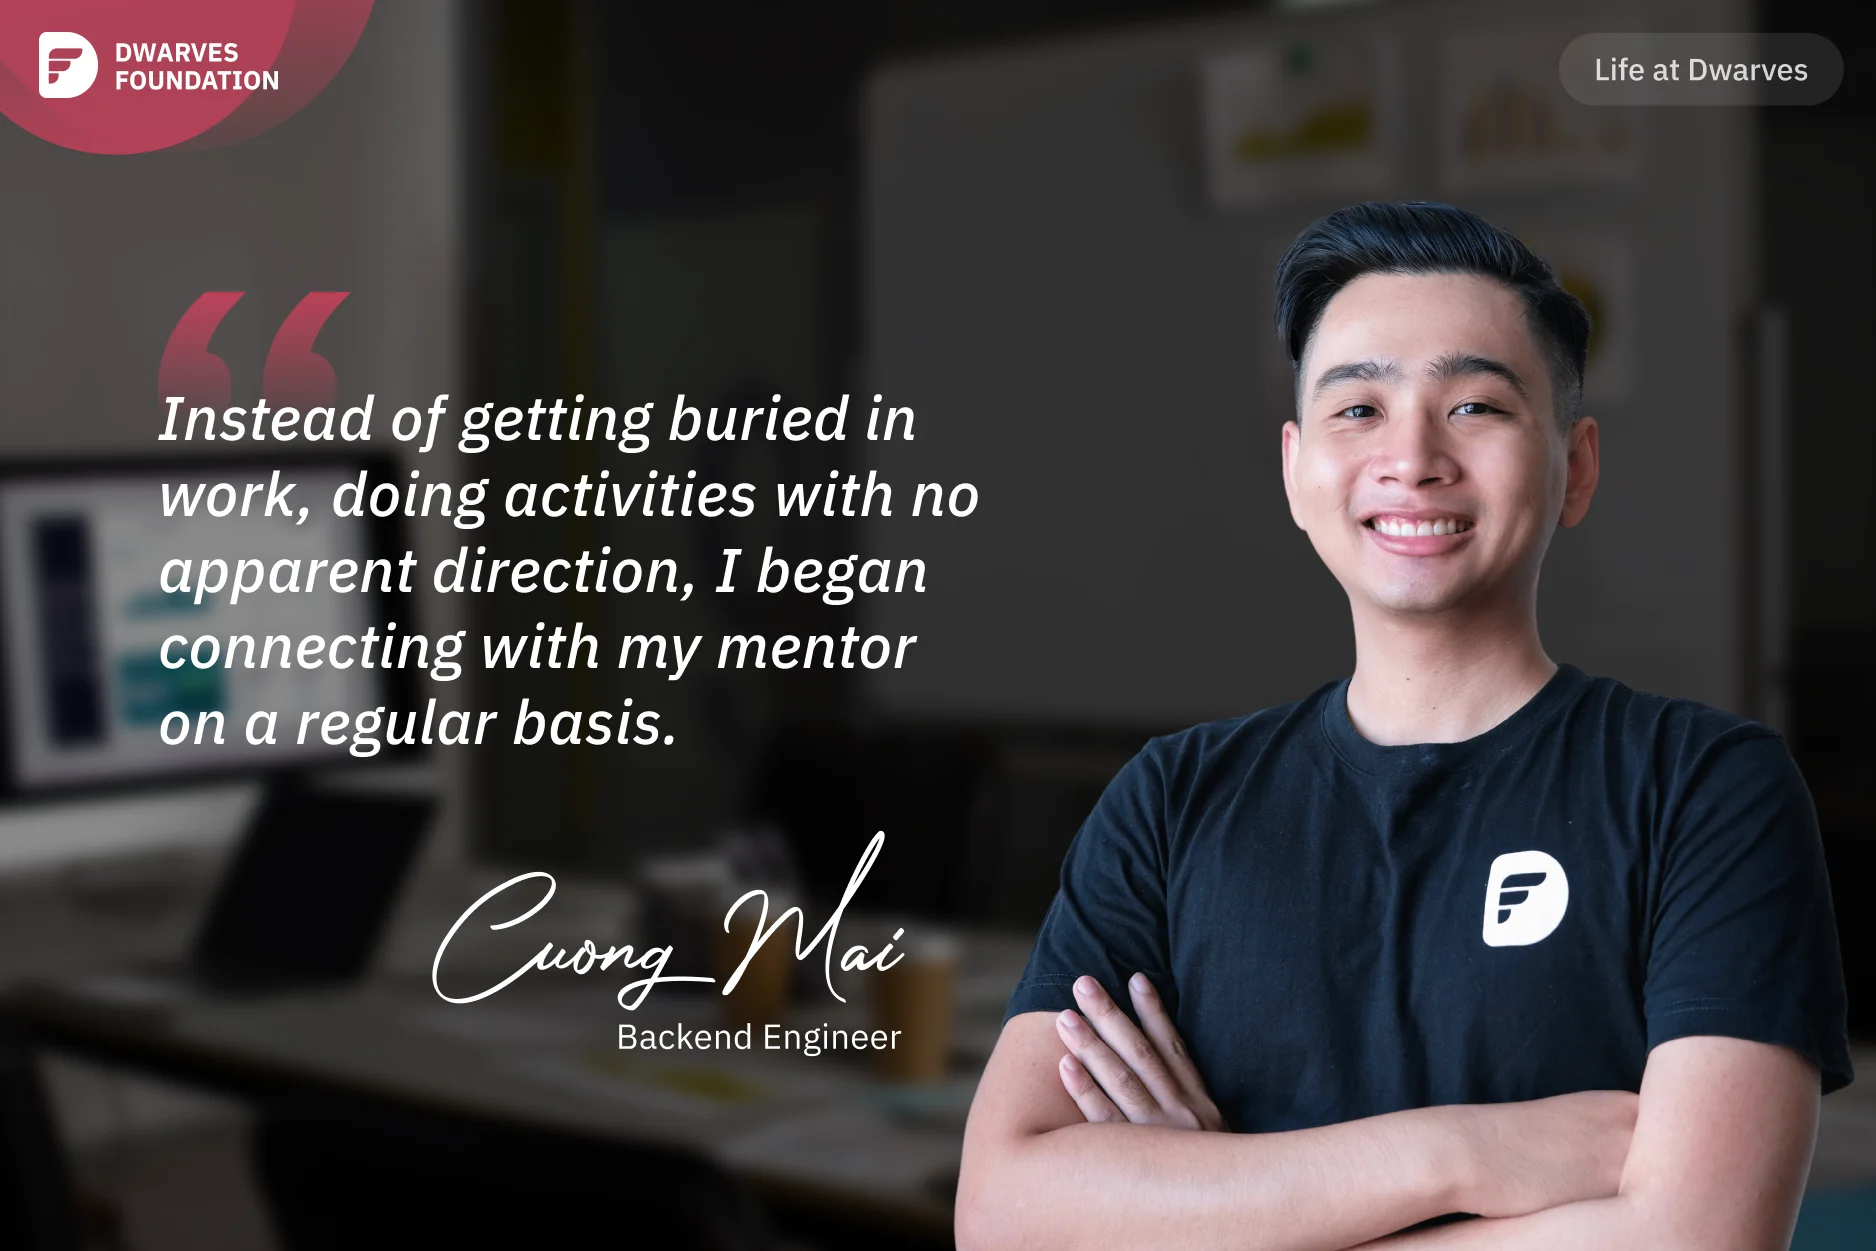 DWARVES
FOUNDATION
Life at Dwarves
“
Instead of getting buried in
work, doing activities with no
apparent direction, I began
connecting with my mentor
on a regular basis.
Cuong Mai
Backend Engineer